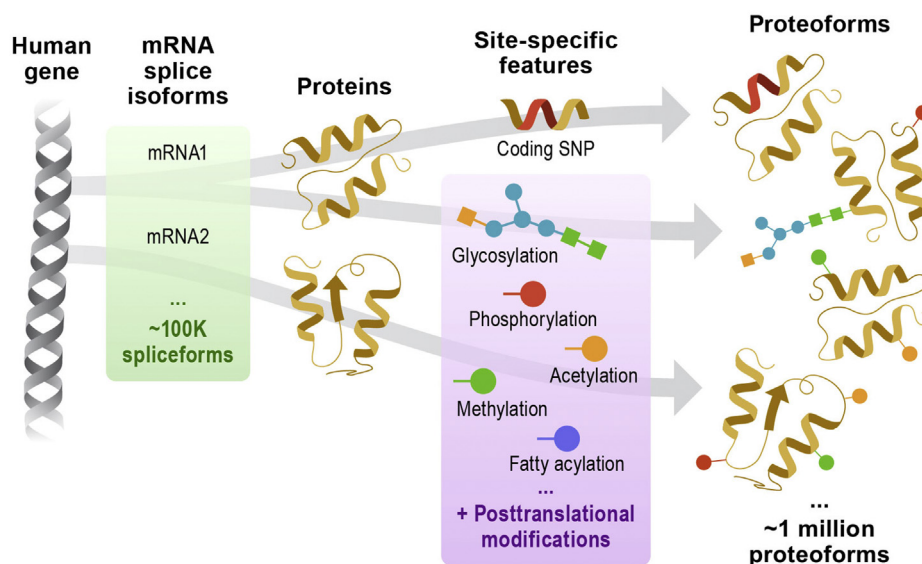 Human
gene
mRNA
splice
isoforms
mRNA1
mRNA2
...
~100K
spliceforms
Proteins
Site-specific
features
Coding SNP
Glycosylation
Phosphorylation
Acetylation
Methylation
Fatty acylation
...
+ Posttranslational
modifications
Proteoforms
...
~1 million
proteoforms